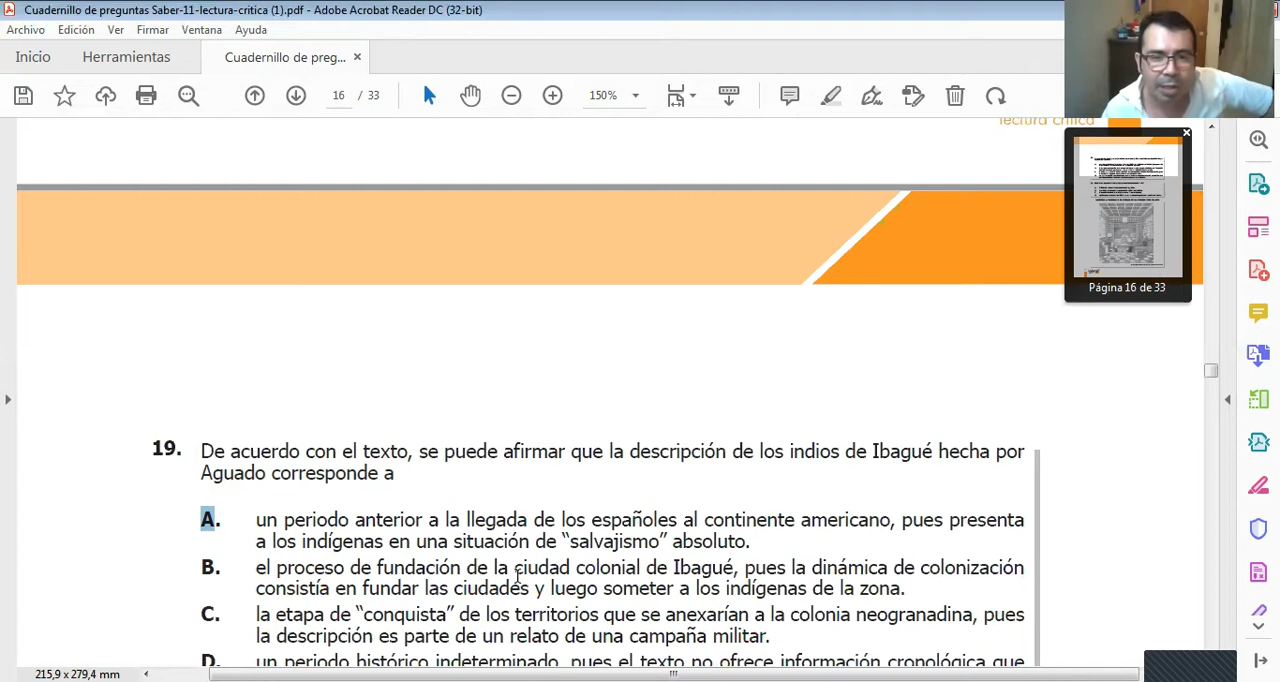 Cuadernillo de preguntas Saber-11-lectura-critica (1).pdf - Adobe Acrobat Reader DC (32-bit)
Archivo Edición Ver Firmar Ventana Ayuda
Inicio Herramientas Cuadernillo de preg... ×
16 / 33 150%
lectura crítica
Página 16 de 33
19. De acuerdo con el texto, se puede afirmar que la descripción de los indios de Ibagué hecha por
Aguado corresponde a
A. un periodo anterior a la llegada de los españoles al continente americano, pues presenta
a los indígenas en una situación de “salvajismo” absoluto.
B. el proceso de fundación de la ciudad colonial de Ibagué, pues la dinámica de colonización
consistía en fundar las ciudades y luego someter a los indígenas de la zona.
C. la etapa de “conquista” de los territorios que se anexarían a la colonia neogranadina, pues
la descripción es parte de un relato de una campaña militar.
D. un periodo histórico indeterminado, pues el texto no ofrece información cronológica que
215,9 x 279,4 mm